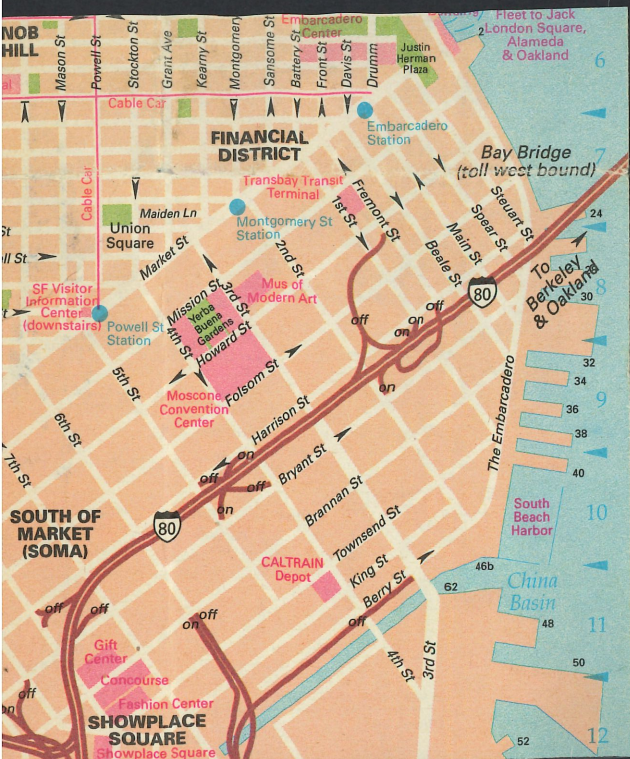 NOB
HILL
Mason St
Powell St
Stockton St
Grant Ave
Kearny St
Montgomery
Sansome St
Battery St
Front St
Davis St
Drumm
Embarcadero
Center
Justin
Herman
Plaza
Fleet to Jack
London Square,
Alameda
& Oakland
2
6
al
Cable Car
FINANCIAL
DISTRICT
Embarcadero
Station
7
Bay Bridge
(toll west bound)
Cable Car
Transbay Transit
Terminal
Maiden Ln
Union
Square
Montgomery St
Station
1st St
Fremont St
Steuart St
Spear St
Main St
Beale St
24
St
ll St
Market St
2nd St
80
To
Berkeley
& Oakland
8
30
SF Visitor
Information
Center
(downstairs)
Powell St
Station
Mission St
3rd St
Mus of
Modern Art
Yerba
Buena
Gardens
4th St
Howard St
off
on
on
off
on
5th St
Folsom St
Moscone
Convention
Center
The Embarcadero
32
34
9
36
38
40
6th St
7th St
Harrison St
on
off
off
on
Bryant St
Brannan St
SOUTH OF
MARKET
(SOMA)
80
South
Beach
Harbor
10
Townsend St
CALTRAIN
Depot
King St
Berry St
46b
62
China
Basin
off
off
off
on
off
48
11
Gift
Center
Concourse
Fashion Center
4th St
3rd St
50
off
on
SHOWPLACE
SQUARE
Showplace Square
52
12